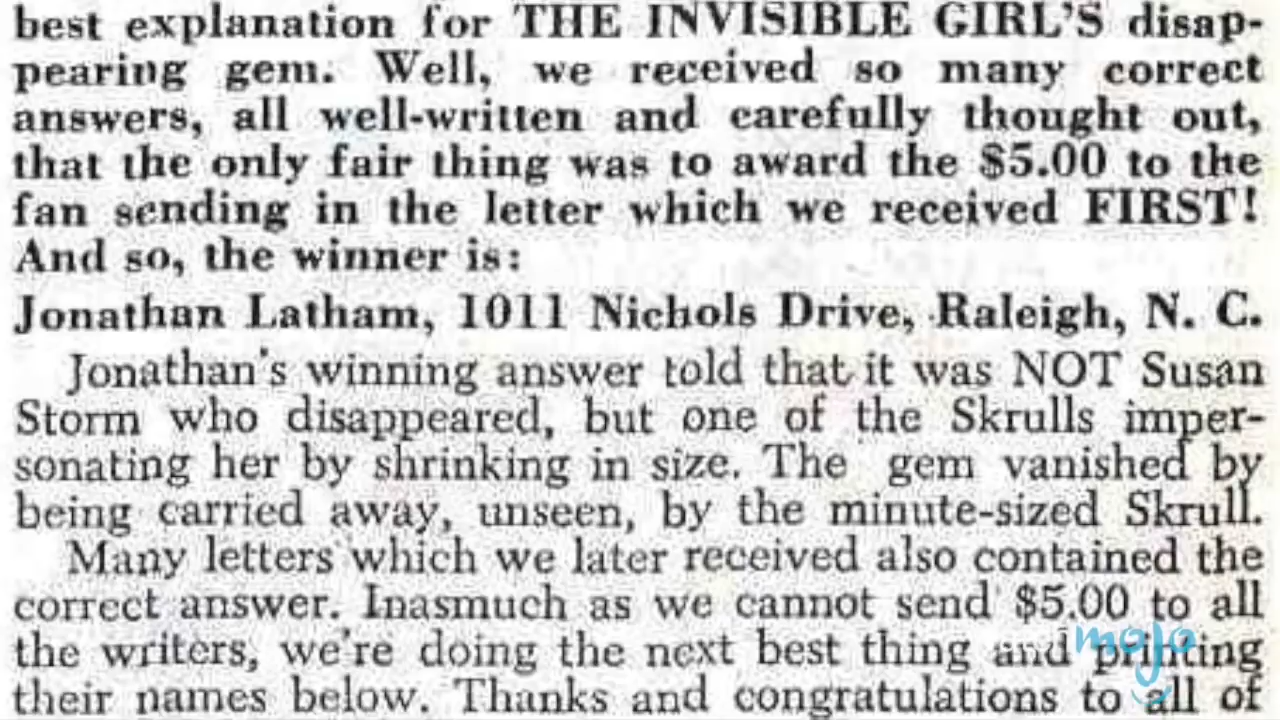 best explanation for THE INVISIBLE GIRL'S disap-
pearing gem. Well, we received so many correct
answers, all well-written and carefully thought out,
that the only fair thing was to award the $5.00 to the
fan sending in the letter which we received FIRST!
And so, the winner is:
Jonathan Latham, 1011 Nichols Drive, Raleigh, N. C.
Jonathan's winning answer told that it was NOT Susan
Storm who disappeared, but one of the Skrulls imper-
sonating her by shrinking in size. The gem vanished by
being carried away, unseen, by the minute-sized Skrull.
Many letters which we later received also contained the
correct answer. Inasmuch as we cannot send $5.00 to all
the writers, we're doing the next best thing and printing
their names below. Thanks and congratulations to all of
mojo